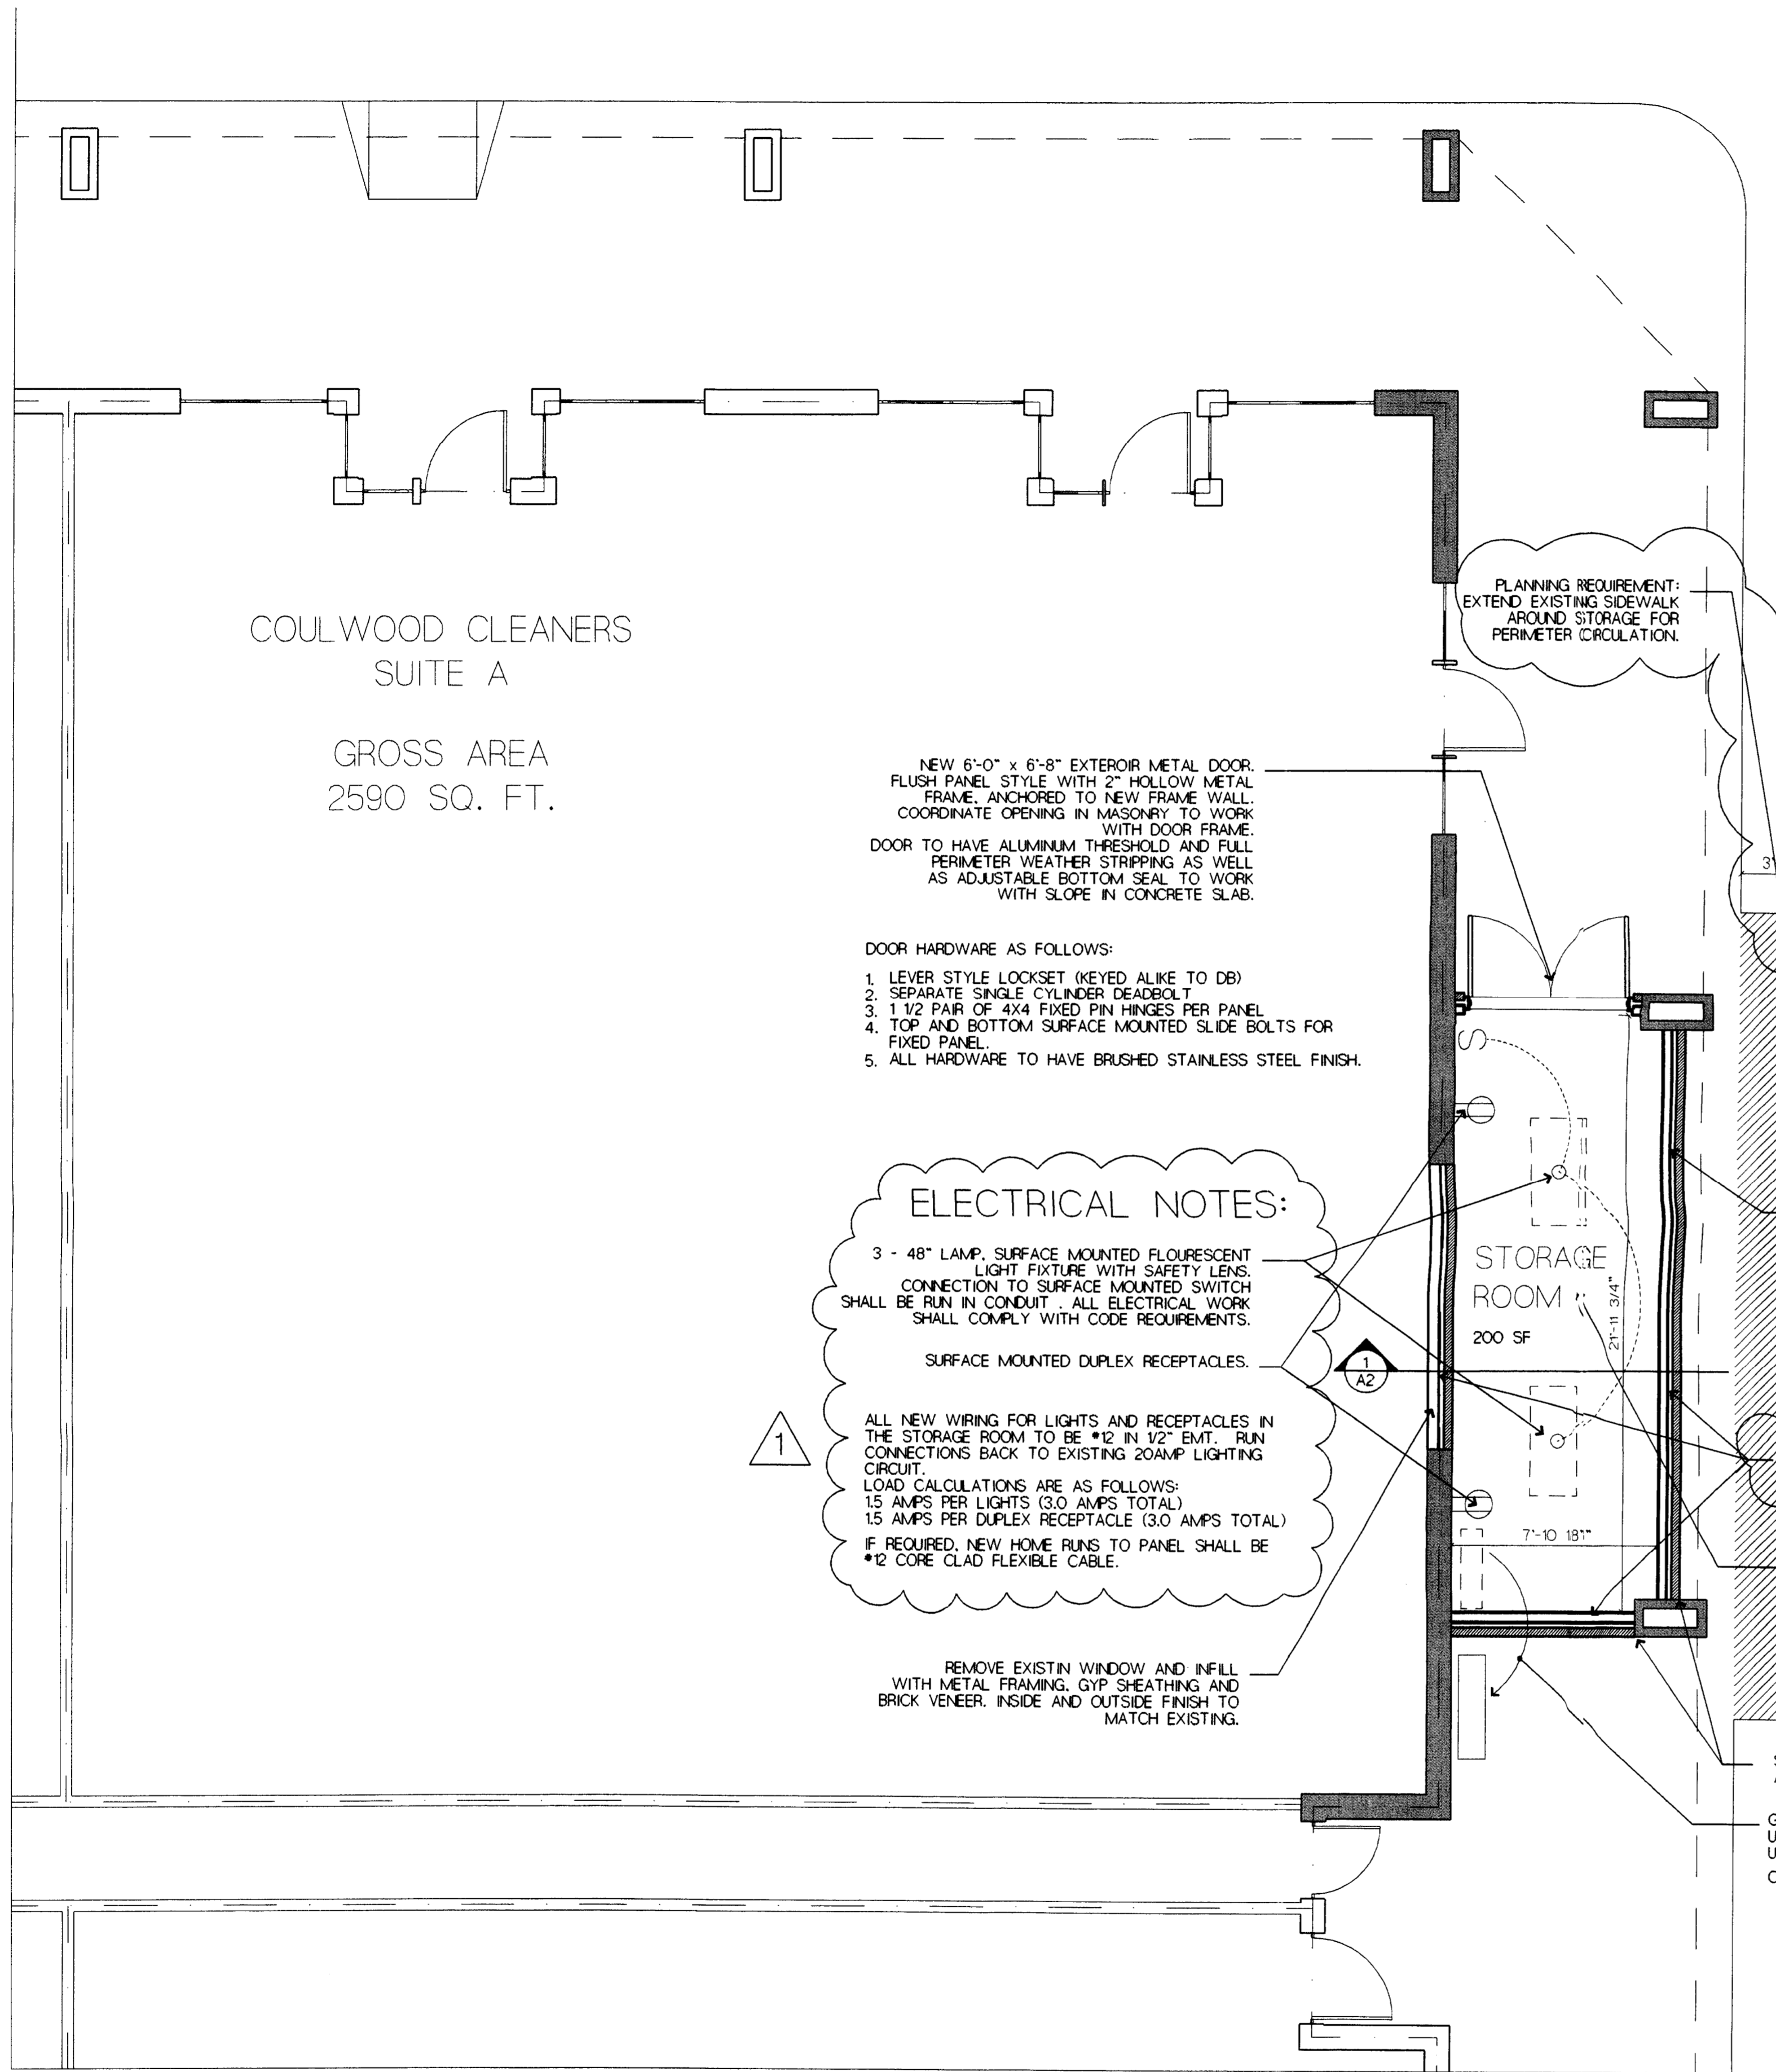 COULWOOD CLEANERS
SUITE A
GROSS AREA
2590 SQ. FT.
PLANNING REQUIREMENT:
EXTEND EXISTING SIDEWALK
AROUND STORAGE FOR
PERIMETER CIRCULATION.
NEW 6'-0" x 6'-8" EXTEROIR METAL DOOR.
FLUSH PANEL STYLE WITH 2" HOLLOW METAL
FRAME, ANCHORED TO NEW FRAME WALL.
COORDINATE OPENING IN MASONRY TO WORK
WITH DOOR FRAME.
DOOR TO HAVE ALUMINUM THRESHOLD AND FULL
PERIMETER WEATHER STRIPPING AS WELL
AS ADJUSTABLE BOTTOM SEAL TO WORK
WITH SLOPE IN CONCRETE SLAB.
DOOR HARDWARE AS FOLLOWS:
1. LEVER STYLE LOCKSET (KEYED ALIKE TO DB)
2. SEPARATE SINGLE CYLINDER DEADBOLT
3. 1 1/2 PAIR OF 4X4 FIXED PIN HINGES PER PANEL
4. TOP AND BOTTOM SURFACE MOUNTED SLIDE BOLTS FOR
FIXED PANEL.
5. ALL HARDWARE TO HAVE BRUSHED STAINLESS STEEL FINISH.
S
ELECTRICAL NOTES:
3 - 48" LAMP, SURFACE MOUNTED FLOURESCENT
LIGHT FIXTURE WITH SAFETY LENS.
CONNECTION TO SURFACE MOUNTED SWITCH
SHALL BE RUN IN CONDUIT . ALL ELECTRICAL WORK
SHALL COMPLY WITH CODE REQUIREMENTS.
SURFACE MOUNTED DUPLEX RECEPTACLES.
ALL NEW WIRING FOR LIGHTS AND RECEPTACLES IN
THE STORAGE ROOM TO BE #12 IN 1/2" EMT. RUN
CONNECTIONS BACK TO EXISTING 20AMP LIGHTING
CIRCUIT.
LOAD CALCULATIONS ARE AS FOLLOWS:
1.5 AMPS PER LIGHTS (3.0 AMPS TOTAL)
1.5 AMPS PER DUPLEX RECEPTACLE (3.0 AMPS TOTAL)
IF REQUIRED, NEW HOME RUNS TO PANEL SHALL BE
#12 CORE CLAD FLEXIBLE CABLE.
1
STORAGE
ROOM
200 SF
21'-11 3/4"
1
A2
REMOVE EXISTIN WINDOW AND INFILL
WITH METAL FRAMING, GYP SHEATHING AND
BRICK VENEER. INSIDE AND OUTSIDE FINISH TO
MATCH EXISTING.